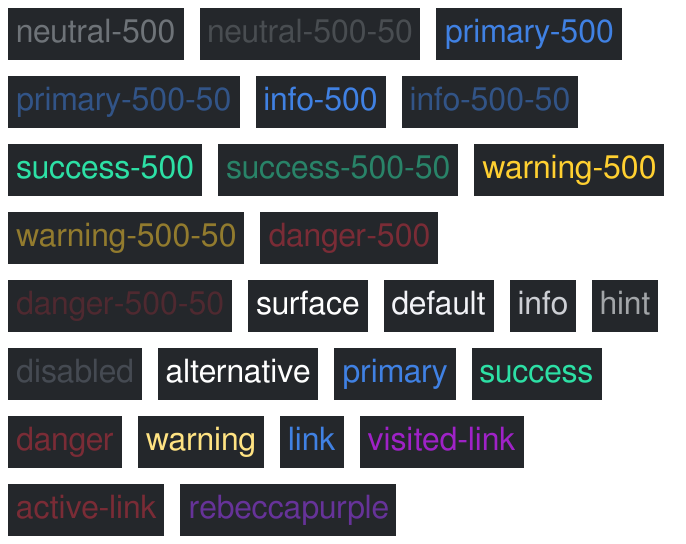 neutral-500 neutral-500-50 primary-500
primary-500-50 info-500 info-500-50
success-500 success-500-50 warning-500
warning-500-50 danger-500
danger-500-50 surface default info hint
disabled alternative primary success
danger warning link visited-link
active-link rebeccapurple